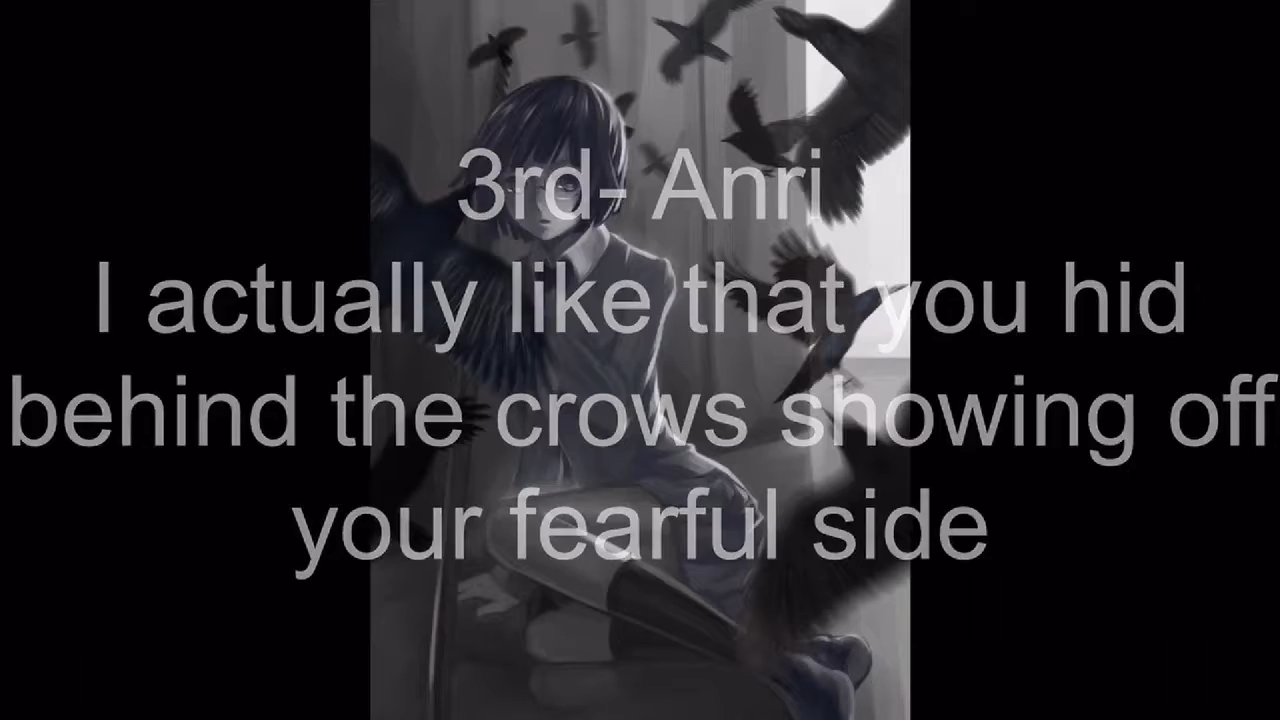 3rd- Anri
I actually like that you hid
behind the crows showing off
your fearful side